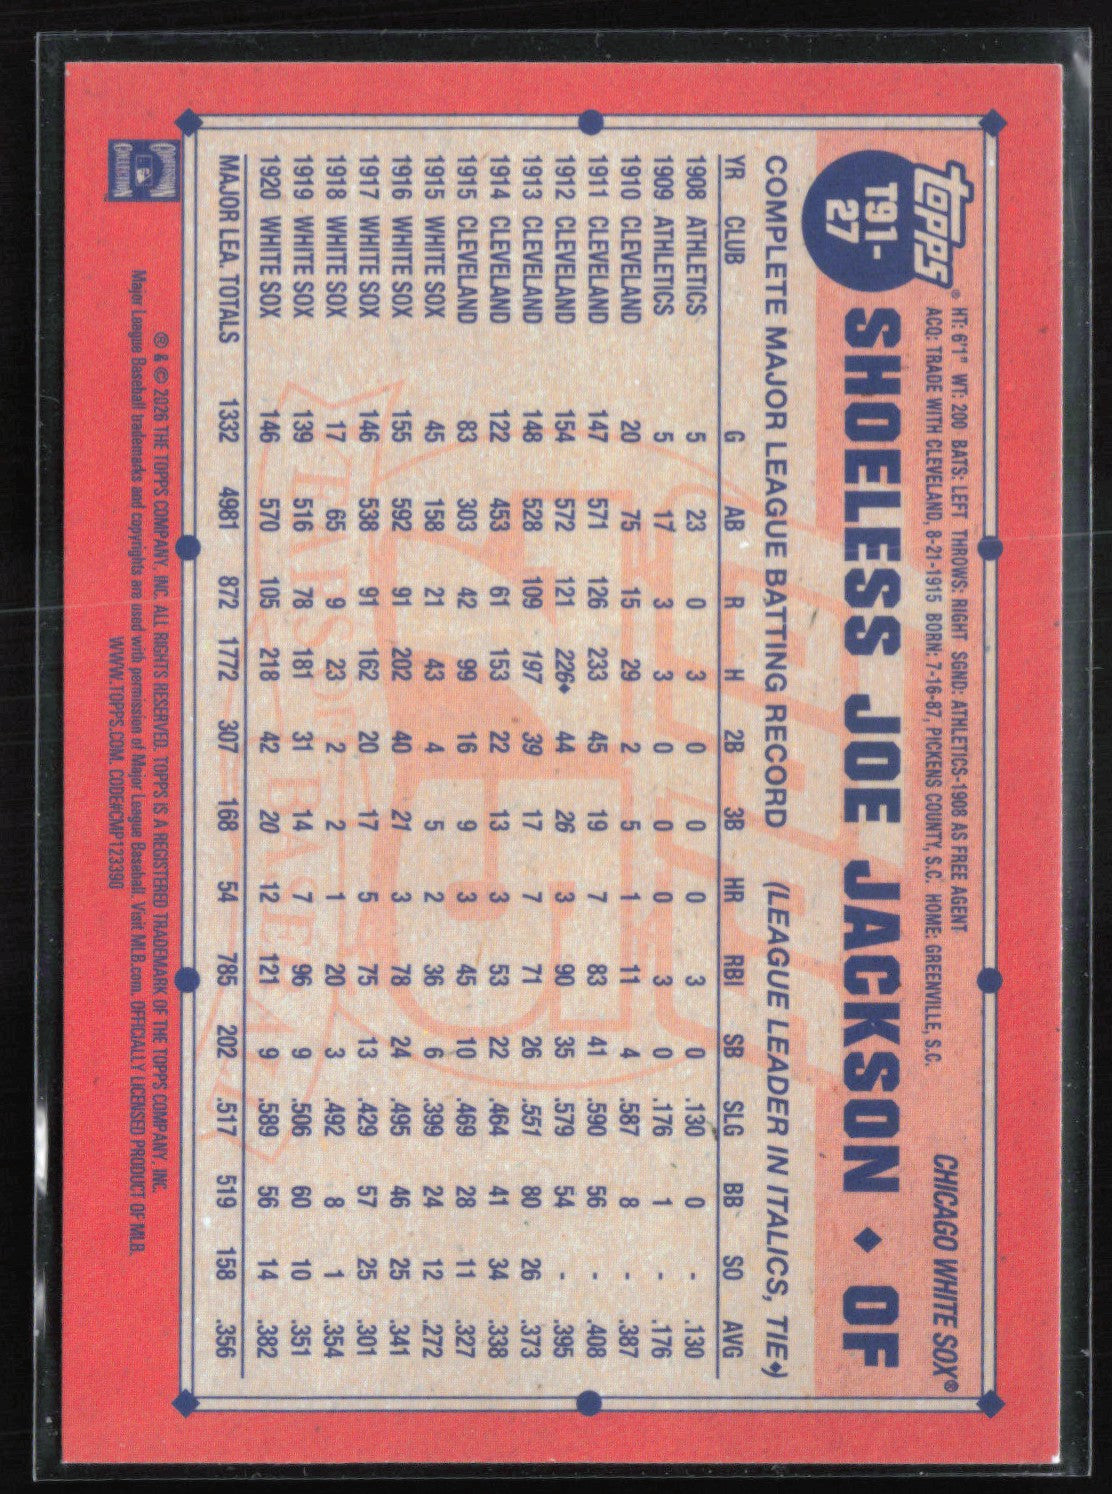 topps®
T91-
27
HT: 6'1" WT: 200 BATS: LEFT THROWS: RIGHT SGND: ATHLETICS-1908 AS FREE AGENT
ACQ: TRADE WITH CLEVELAND, 8-21-1915 BORN: 7-16-87, PICKENS COUNTY, S.C. HOME: GREENVILLE, S.C.
CHICAGO WHITE SOX®
SHOELESS JOE JACKSON ◆ OF
COMPLETE MAJOR LEAGUE BATTING RECORD (LEAGUE LEADER IN ITALICS, TIE◆)
YR CLUB G AB R H 2B 3B HR RBI SB SLG BB SO AVG
1908 ATHLETICS 5 23 0 3 0 0 0 3 0 .130 0 - .130
1909 ATHLETICS 5 17 3 3 0 0 0 3 0 .176 1 - .176
1910 CLEVELAND 20 75 15 29 2 5 1 11 4 .587 8 - .387
1911 CLEVELAND 147 571 126 233 45 19 7 83 41 .590 56 - .408
1912 CLEVELAND 154 572 121 226◆ 44 26 3 90 35 .579 54 - .395
1913 CLEVELAND 148 528 109 197 39 17 7 71 26 .551 80 26 .373
1914 CLEVELAND 122 453 61 153 22 13 3 53 22 .464 41 34 .338
1915 CLEVELAND 83 303 42 99 16 9 3 45 10 .469 28 11 .327
1915 WHITE SOX 45 158 21 43 4 5 2 36 6 .399 24 12 .272
1916 WHITE SOX 155 592 91 202 40 21 3 78 24 .495 46 25 .341
1917 WHITE SOX 146 538 91 162 20 17 5 75 13 .429 57 25 .301
1918 WHITE SOX 17 65 9 23 2 2 1 20 3 .492 8 1 .354
1919 WHITE SOX 139 516 78 181 31 14 7 96 9 .506 60 10 .351
1920 WHITE SOX 146 570 105 218 42 20 12 121 9 .589 56 14 .382
MAJOR LEA. TOTALS 1332 4981 872 1772 307 168 54 785 202 .517 519 158 .356
® & © 2026 THE TOPPS COMPANY, INC. ALL RIGHTS RESERVED. TOPPS IS A REGISTERED TRADEMARK OF THE TOPPS COMPANY, INC.
Major League Baseball trademarks and copyrights are used with permission of Major League Baseball. Visit MLB.com. OFFICIALLY LICENSED PRODUCT OF MLB.
WWW.TOPPS.COM. CODE#CMP123390
COOPERSTOWN
COLLECTION